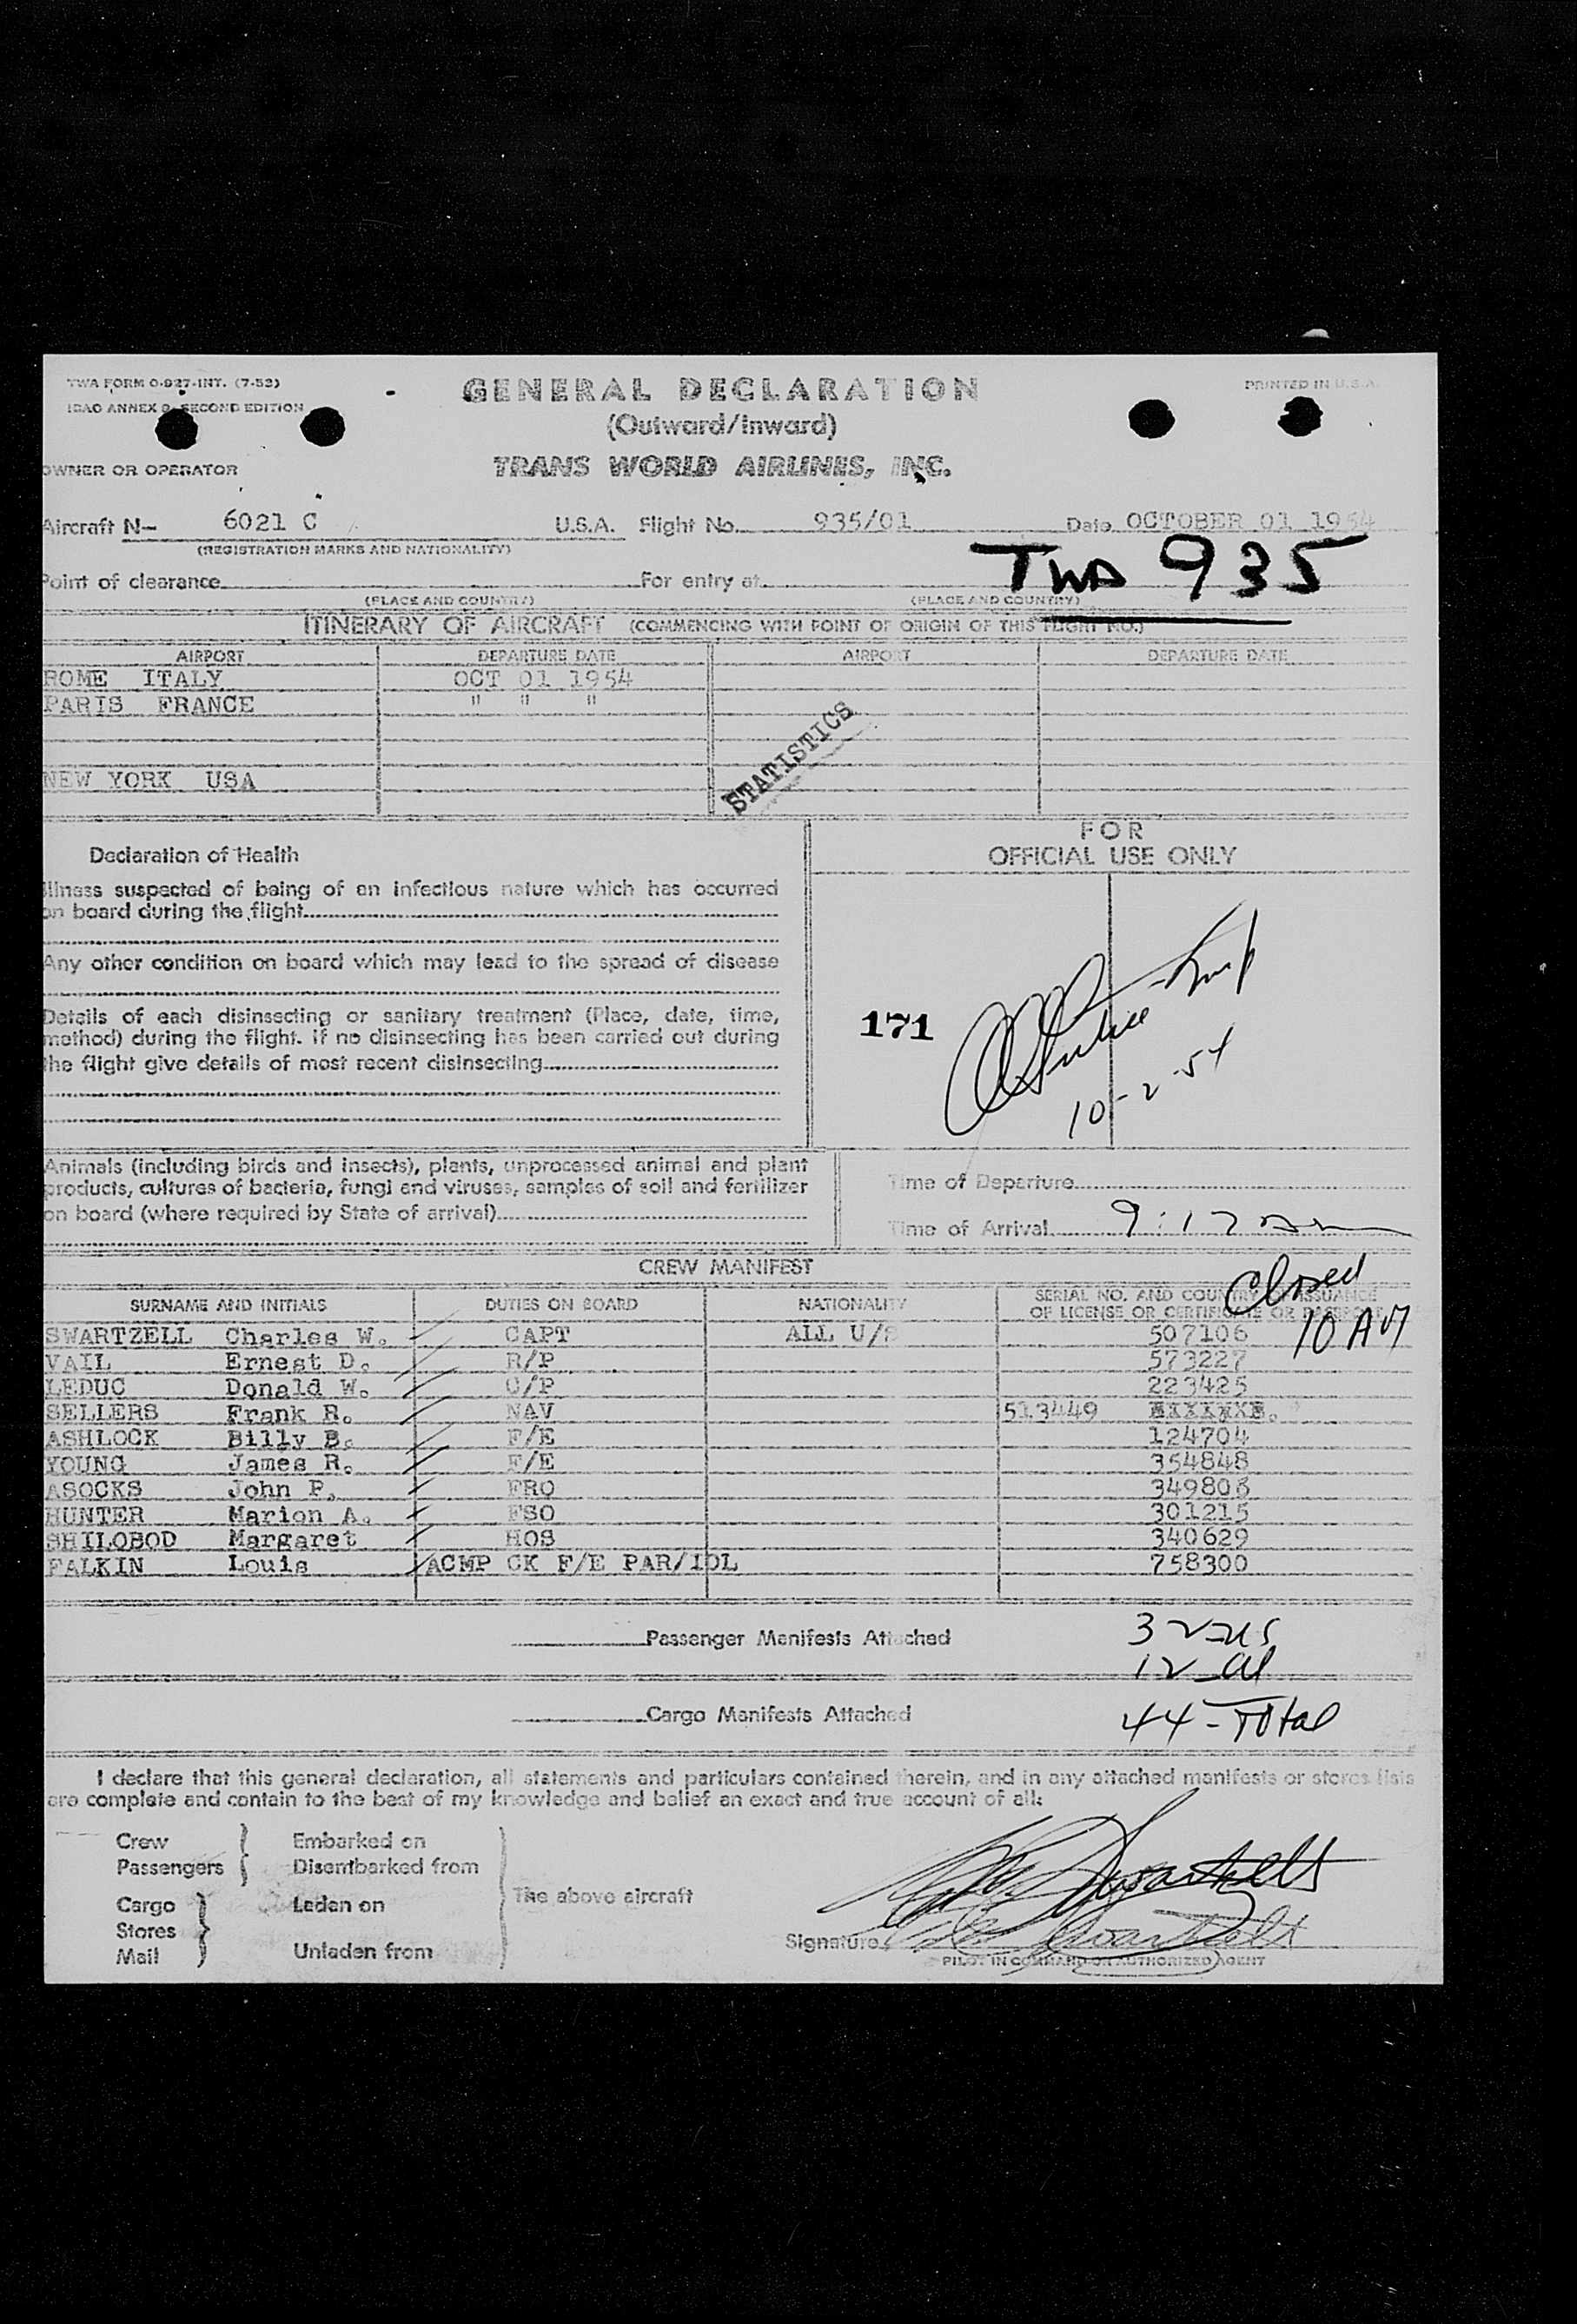 TWA FORM O-927-INT. (7-52)
GENERAL DECLARATION
PRINTED IN U.S.A.
ICAO ANNEX 9 SECOND EDITION
(Outward/Inward)
OWNER OR OPERATOR
TRANS WORLD AIRLINES, INC.
Aircraft N- 6021 C U.S.A. Flight No. 935/01 Date OCTOBER 01 1954
(REGISTRATION MARKS AND NATIONALITY)
TWA 935
Point of clearance For entry at
(PLACE AND COUNTRY) (PLACE AND COUNTRY)
ITINERARY OF AIRCRAFT (COMMENCING WITH POINT OF ORIGIN OF THIS FLIGHT NO.)
AIRPORT DEPARTURE DATE AIRPORT DEPARTURE DATE
ROME ITALY OCT 01 1954
PARIS FRANCE " " "
STATISTICS
NEW YORK USA
FOR
OFFICIAL USE ONLY
Declaration of Health
Illness suspected of being of an infectious nature which has occurred
on board during the flight
Any other condition on board which may lead to the spread of disease
Details of each disinsecting or sanitary treatment (Place, date, time,
method) during the flight. If no disinsecting has been carried out during
the flight give details of most recent disinsecting
171
10-2-54
Animals (including birds and insects), plants, unprocessed animal and plant
products, cultures of bacteria, fungi and viruses, samples of soil and fertilizer
on board (where required by State of arrival)
Time of Departure
Time of Arrival 9:17 am
CREW MANIFEST
Closed
10 AM
SURNAME AND INITIALS DUTIES ON BOARD NATIONALITY SERIAL NO. AND COUNTRY OF ISSUANCE
OF LICENSE OR CERTIFICATE OR PASSPORT
SWARTZELL Charles W. CAPT ALL U/S 507106
VAIL Ernest D. R/P 573227
LEDUC Donald W. C/P 223425
SELLERS Frank R. NAV 513449
ASHLOCK Billy B. F/E 124704
YOUNG James R. F/E 354848
ASOCKS John P. FRO 349808
HUNTER Marion A. FSO 301215
SHILOBOD Margaret HOS 340629
FALKIN Louis ACMP CK F/E PAR/IDL 758300
Passenger Manifests Attached
32-US
12-al
Cargo Manifests Attached
44-Total
I declare that this general declaration, all statements and particulars contained therein, and in any attached manifests or stores lists
are complete and contain to the best of my knowledge and belief an exact and true account of all:
Crew Embarked on
Passengers Disembarked from
Cargo Laden on The above aircraft
Stores
Mail Unladen from
Signature
PILOT IN COMMAND OR AUTHORIZED AGENT